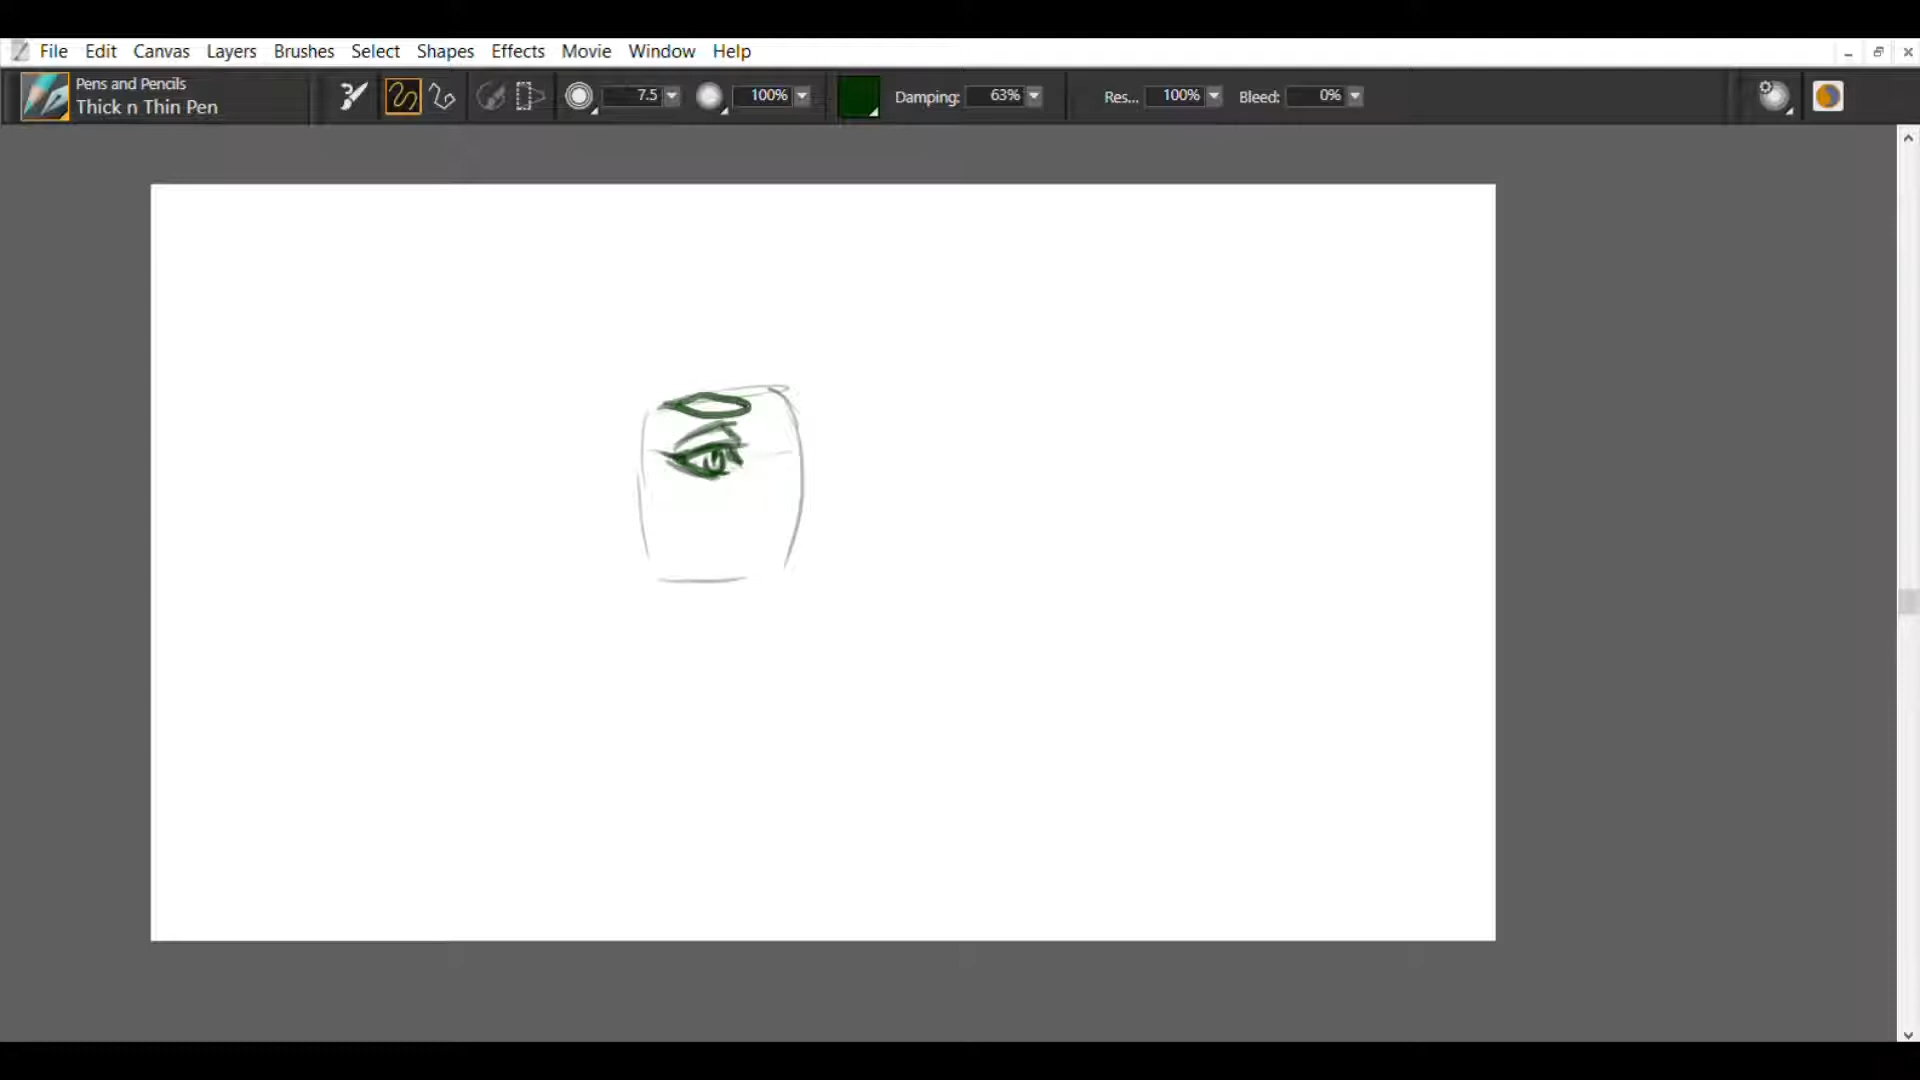 File Edit Canvas Layers Brushes Select Shapes Effects Movie Window Help
Pens and Pencils
Thick n Thin Pen
7.5 100% Damping: 63% Res... 100% Bleed: 0%